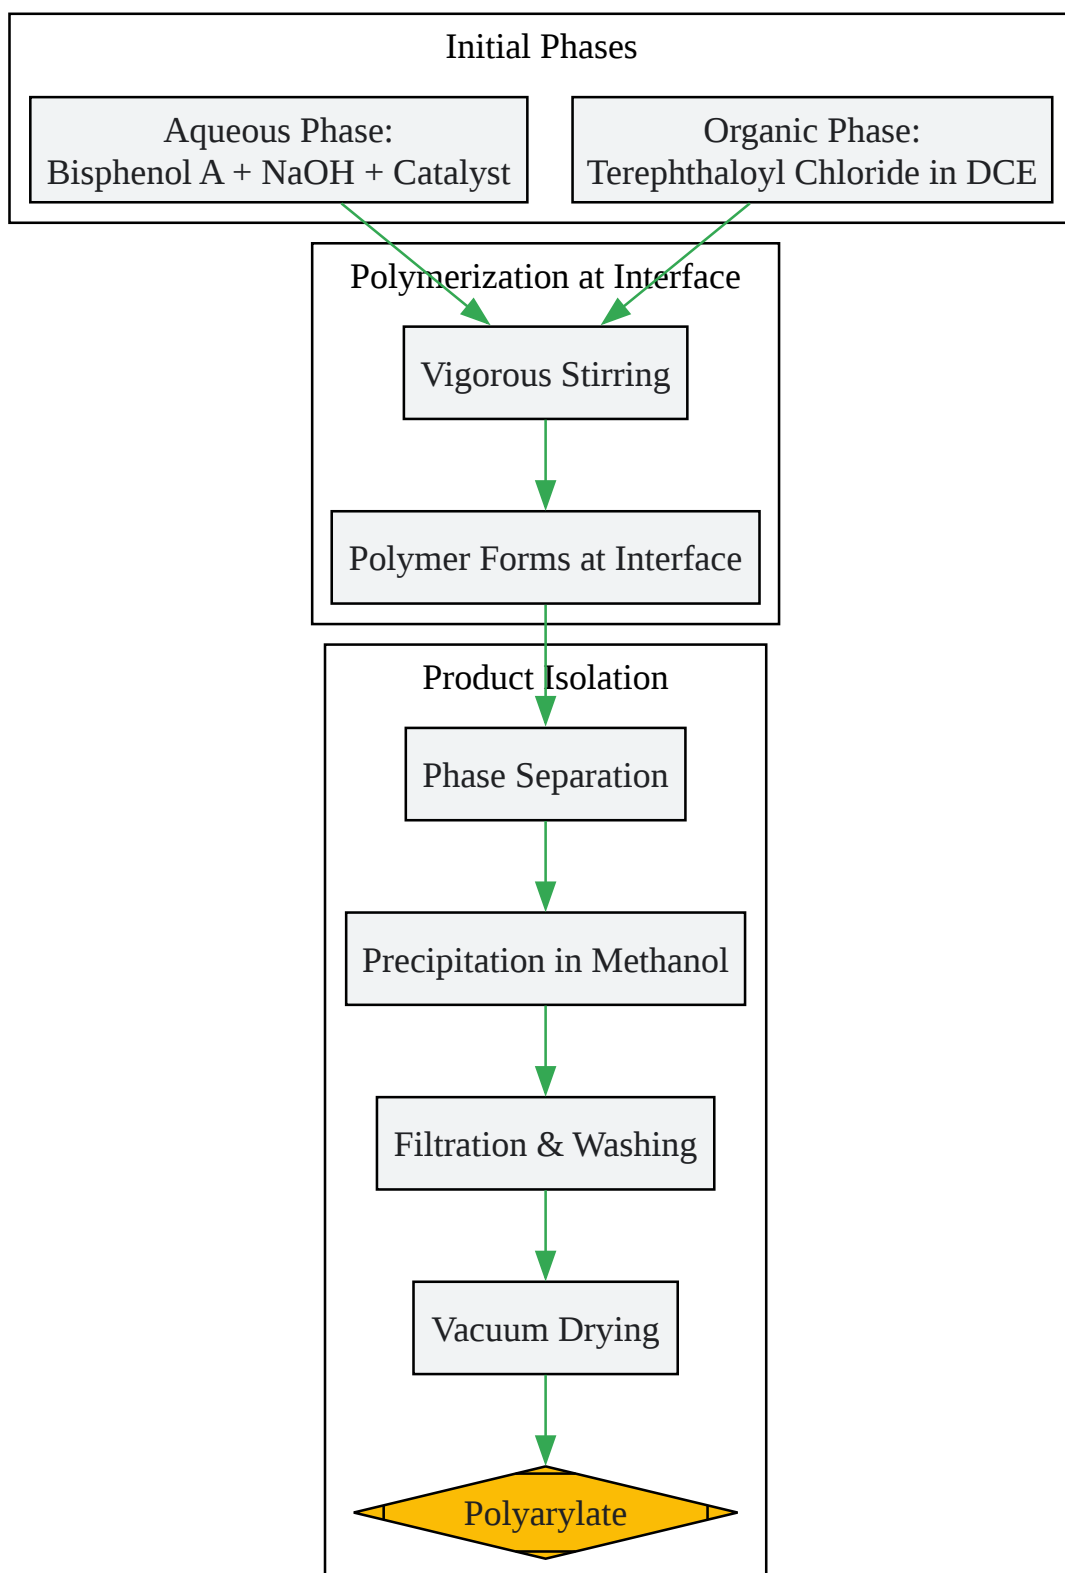 Initial Phases
Aqueous Phase:
Bisphenol A + NaOH + Catalyst
Organic Phase:
Terephthaloyl Chloride in DCE
Polymerization at Interface
Vigorous Stirring
Polymer Forms at Interface
Product Isolation
Phase Separation
Precipitation in Methanol
Filtration & Washing
Vacuum Drying
Polyarylate